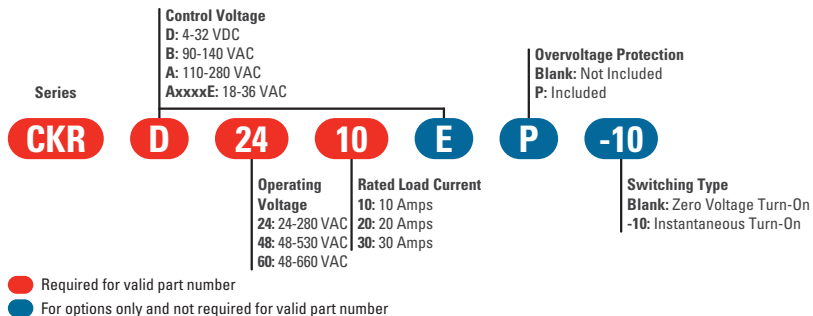 Control Voltage
D: 4-32 VDC
B: 90-140 VAC
A: 110-280 VAC
AxxxxE: 18-36 VAC
Overvoltage Protection
Blank: Not Included
P: Included
Series
CKR D 24 10 E P -10
Operating
Voltage
24: 24-280 VAC
48: 48-530 VAC
60: 48-660 VAC
Rated Load Current
10: 10 Amps
20: 20 Amps
30: 30 Amps
Switching Type
Blank: Zero Voltage Turn-On
-10: Instantaneous Turn-On
Required for valid part number
For options only and not required for valid part number